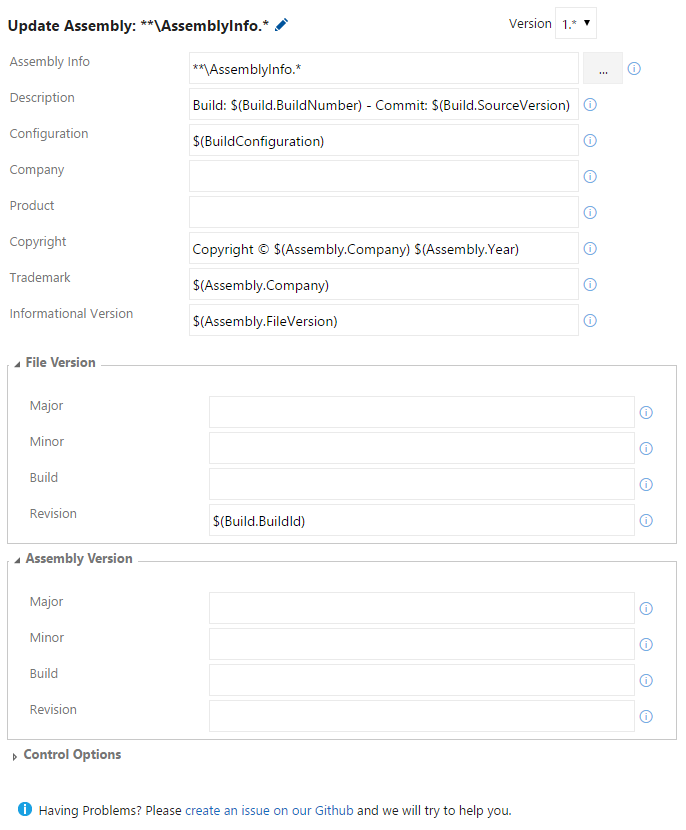 Update Assembly: **\AssemblyInfo.*
Version 1.*
Assembly Info **\AssemblyInfo.* ...
Description Build: $(Build.BuildNumber) - Commit: $(Build.SourceVersion)
Configuration $(BuildConfiguration)
Company
Product
Copyright Copyright © $(Assembly.Company) $(Assembly.Year)
Trademark $(Assembly.Company)
Informational Version $(Assembly.FileVersion)
File Version
Major
Minor
Build
Revision $(Build.BuildId)
Assembly Version
Major
Minor
Build
Revision
Control Options
Having Problems? Please create an issue on our Github and we will try to help you.